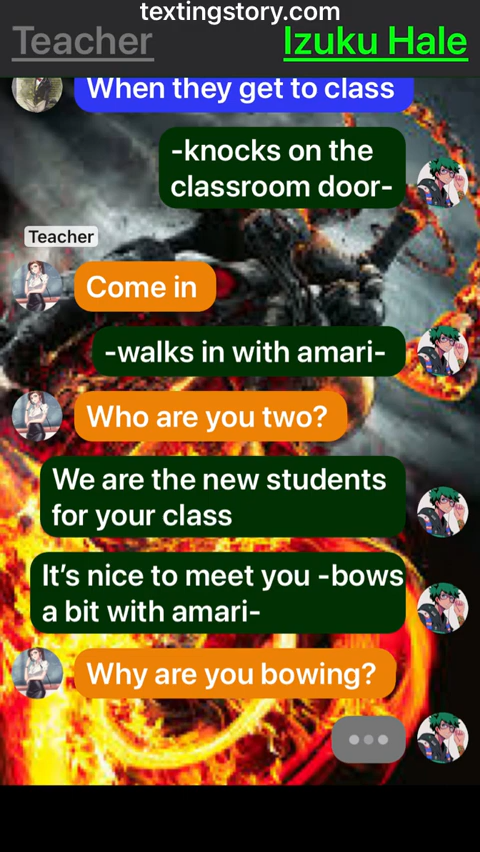 textingstory.com
Teacher
Izuku Hale
When they get to class
-knocks on the
classroom door-
Teacher
Come in
-walks in with amari-
Who are you two?
We are the new students
for your class
It’s nice to meet you -bows
a bit with amari-
Why are you bowing?